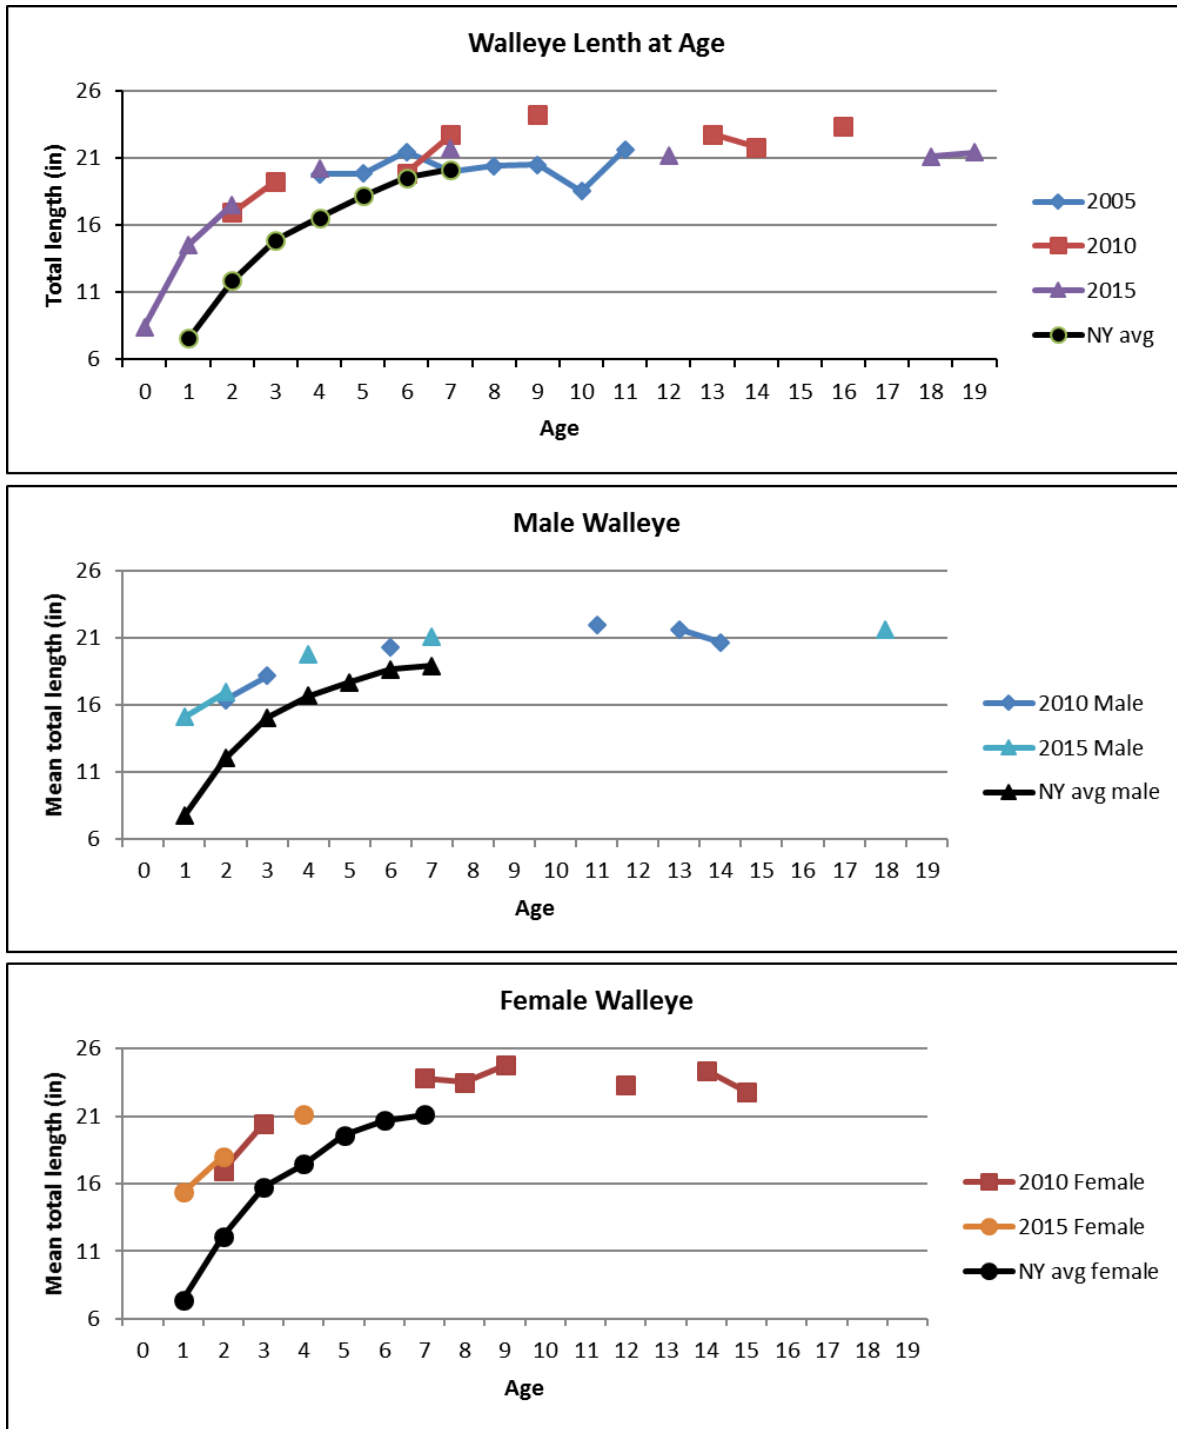 Walleye Lenth at Age
Total length (in)
26
21
16
11
6
0 1 2 3 4 5 6 7 8 9 10 11 12 13 14 15 16 17 18 19
Age
2005
2010
2015
NY avg
Male Walleye
Mean total length (in)
26
21
16
11
6
0 1 2 3 4 5 6 7 8 9 10 11 12 13 14 15 16 17 18 19
Age
2010 Male
2015 Male
NY avg male
Female Walleye
Mean total length (in)
26
21
16
11
6
0 1 2 3 4 5 6 7 8 9 10 11 12 13 14 15 16 17 18 19
Age
2010 Female
2015 Female
NY avg female